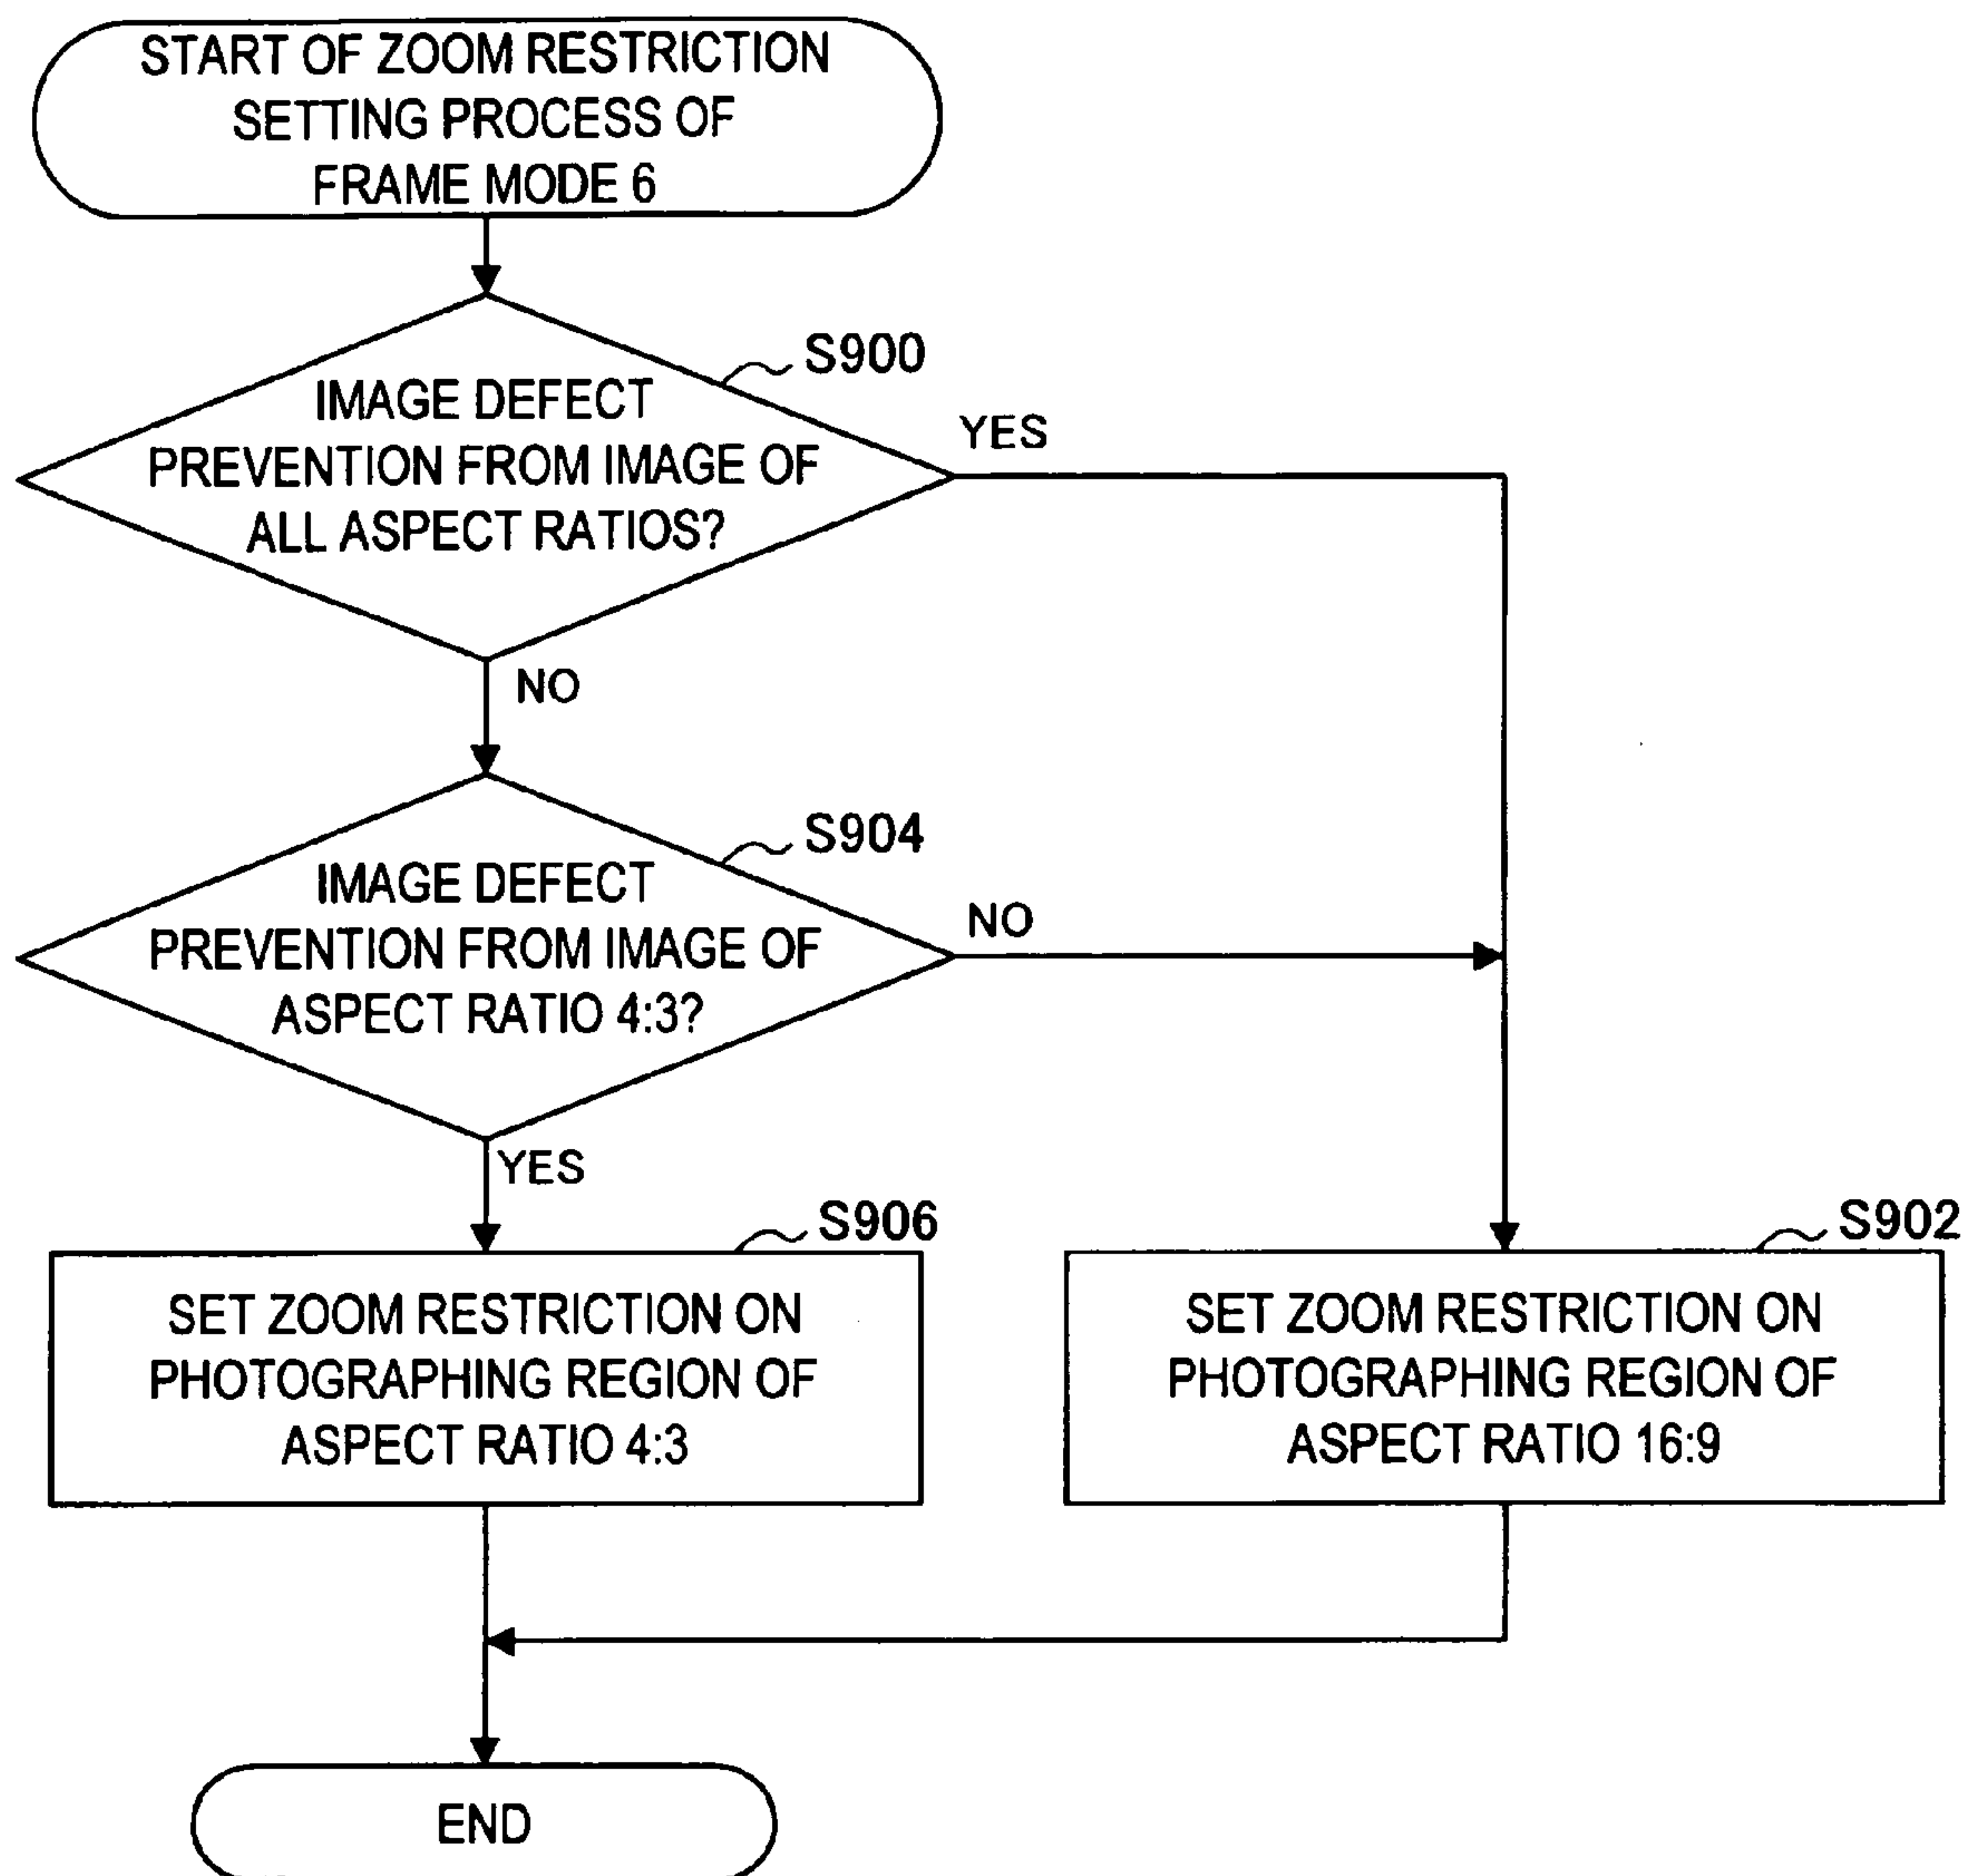 START OF ZOOM RESTRICTION
SETTING PROCESS OF
FRAME MODE 6
S900
IMAGE DEFECT
PREVENTION FROM IMAGE OF
ALL ASPECT RATIOS?
YES
NO
S904
IMAGE DEFECT
PREVENTION FROM IMAGE OF
ASPECT RATIO 4:3?
NO
YES
S906
SET ZOOM RESTRICTION ON
PHOTOGRAPHING REGION OF
ASPECT RATIO 4:3
S902
SET ZOOM RESTRICTION ON
PHOTOGRAPHING REGION OF
ASPECT RATIO 16:9
END